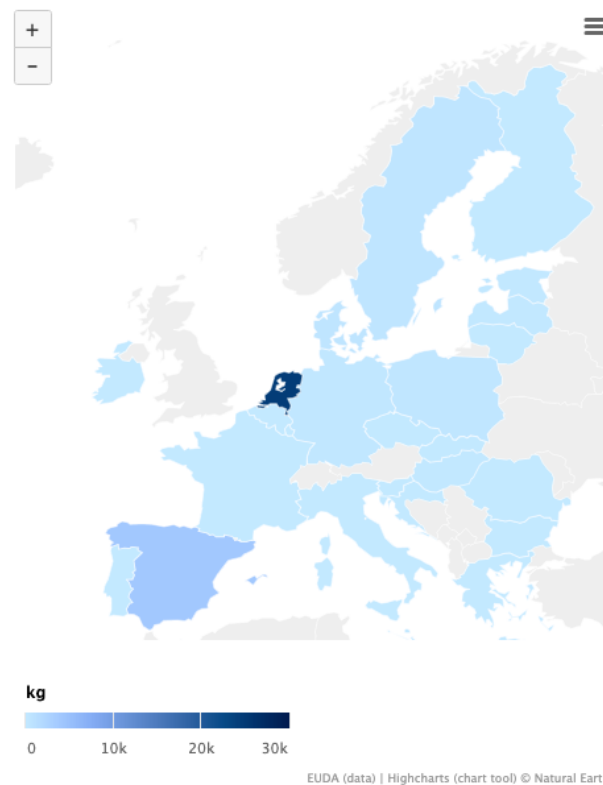 +
−
kg
0 10k 20k 30k
EUDA (data) | Highcharts (chart tool) © Natural Eart